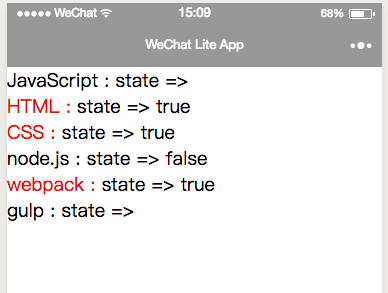 ●●●●● WeChat 15:09 68%
WeChat Lite App
JavaScript : state =>
HTML : state => true
CSS : state => true
node.js : state => false
webpack : state => true
gulp : state =>